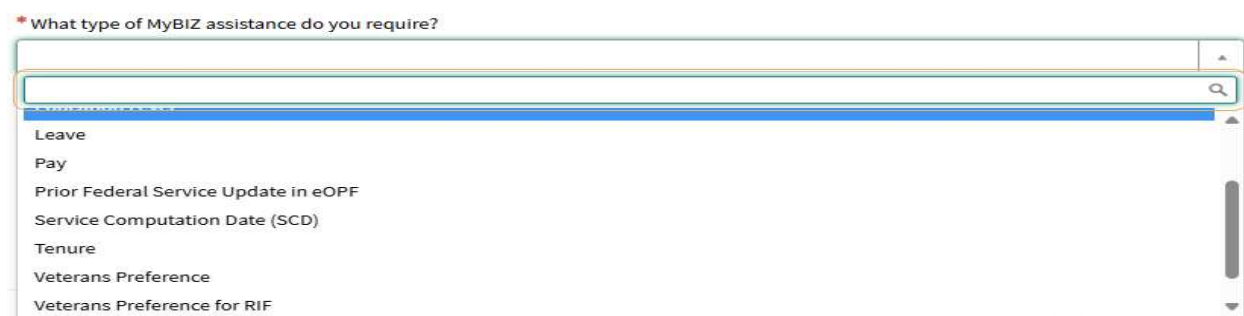 * What type of MyBIZ assistance do you require?
Leave
Pay
Prior Federal Service Update in eOPF
Service Computation Date (SCD)
Tenure
Veterans Preference
Veterans Preference for RIF